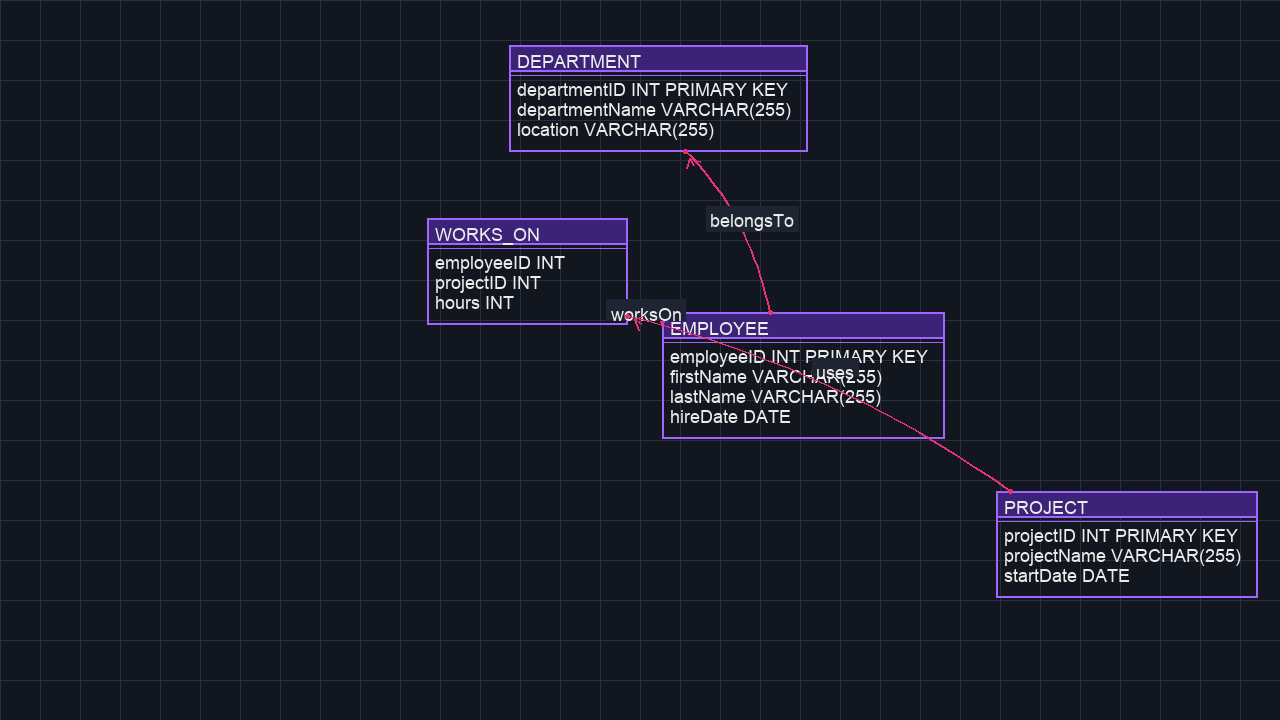 DEPARTMENT
departmentID INT PRIMARY KEY
departmentName VARCHAR(255)
location VARCHAR(255)
belongsTo
WORKS_ON
employeeID INT
projectID INT
hours INT
worksOn
EMPLOYEE
employeeID INT PRIMARY KEY
firstName VARCHAR(255)
lastName VARCHAR(255)
hireDate DATE
uses
PROJECT
projectID INT PRIMARY KEY
projectName VARCHAR(255)
startDate DATE